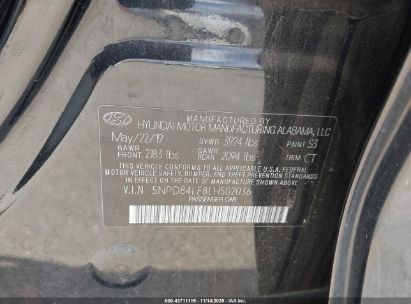 MANUFACTURED BY
HYUNDAI MOTOR MANUFACTURING ALABAMA, LLC
May/22/19 GVWR 3924 lbs PAINT S3
GAWR FRONT 2183 lbs GAWR REAR 2094 lbs TRIM CT
THIS VEHICLE CONFORMS TO ALL APPLICABLE U.S.A. FEDERAL
MOTOR VEHICLE SAFETY, BUMPER, AND THEFT PREVENTION
STANDARDS IN EFFECT ON THE DATE OF MANUFACTURE SHOWN ABOVE.
V.I.N 5NPD84LF8LH502036
PASSENGER CAR